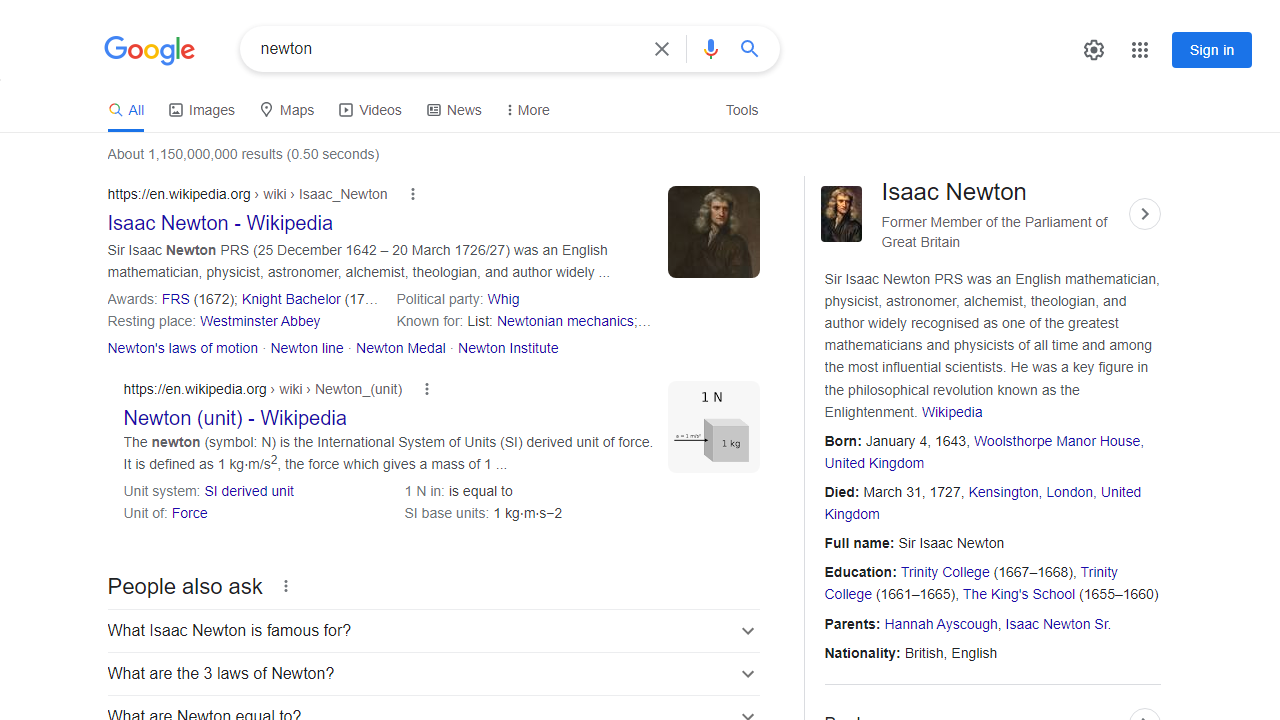 Google
newton
Sign in
All
Images
Maps
Videos
News
More
Tools
About 1,150,000,000 results (0.50 seconds)
https://en.wikipedia.org › wiki › Isaac_Newton
Isaac Newton - Wikipedia
Sir Isaac Newton PRS (25 December 1642 – 20 March 1726/27) was an English
mathematician, physicist, astronomer, alchemist, theologian, and author widely ...
Awards: FRS (1672); Knight Bachelor (17…
Political party: Whig
Resting place: Westminster Abbey
Known for: List: Newtonian mechanics;…
Newton's laws of motion · Newton line · Newton Medal · Newton Institute
https://en.wikipedia.org › wiki › Newton_(unit)
Newton (unit) - Wikipedia
The newton (symbol: N) is the International System of Units (SI) derived unit of force.
It is defined as 1 kg⋅m/s2, the force which gives a mass of 1 ...
Unit system: SI derived unit
1 N in: is equal to
Unit of: Force
SI base units: 1 kg⋅m⋅s−2
1 N
a = 1 m/s²
1 kg
People also ask
What Isaac Newton is famous for?
What are the 3 laws of Newton?
What are Newton equal to?
Isaac Newton
Former Member of the Parliament of
Great Britain
Sir Isaac Newton PRS was an English mathematician,
physicist, astronomer, alchemist, theologian, and
author widely recognised as one of the greatest
mathematicians and physicists of all time and among
the most influential scientists. He was a key figure in
the philosophical revolution known as the
Enlightenment. Wikipedia
Born: January 4, 1643, Woolsthorpe Manor House,
United Kingdom
Died: March 31, 1727, Kensington, London, United
Kingdom
Full name: Sir Isaac Newton
Education: Trinity College (1667–1668), Trinity
College (1661–1665), The King's School (1655–1660)
Parents: Hannah Ayscough, Isaac Newton Sr.
Nationality: British, English